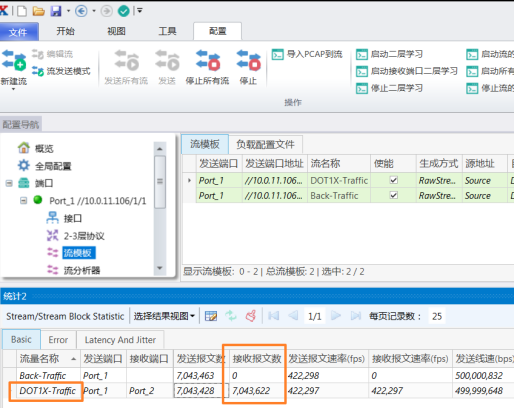 文件 开始 视图 工具 配置
新建流 编辑流 流发送模式 发送所有流 发送 停止所有流 停止 导入PCAP到流 启动二层学习 启动流的
启动接收端口二层学习 启动所有
停止二层学习 停止流的
操作
配置导航
概览
全局配置
端口
Port_1 //10.0.11.106/1/1
接口
2-3层协议
流模板
流分析器
流模板 负载配置文件
发送端口 发送端口地址 流名称 使能 生成方式 源地址
Port_1 //10.0.11.106... DOT1X-Traffic RawStre... Source
Port_1 //10.0.11.106... Back-Traffic RawStre... Source
显示流模板: 0 - 2 | 总流模板: 2 | 选中: 2 / 2
统计2
Stream/Stream Block Statistic 选择结果视图 1/1 每页记录数: 25
Basic Error Latency And Jitter
流量名称 发送端口 接收端口 发送报文数 接收报文数 发送报文速率(fps) 接收报文速率(fps) 发送线速(bps)
Back-Traffic Port_1 7,043,463 0 422,298 0 500,000,832
DOT1X-Traffic Port_1 Port_2 7,043,428 7,043,622 422,297 422,297 499,999,648